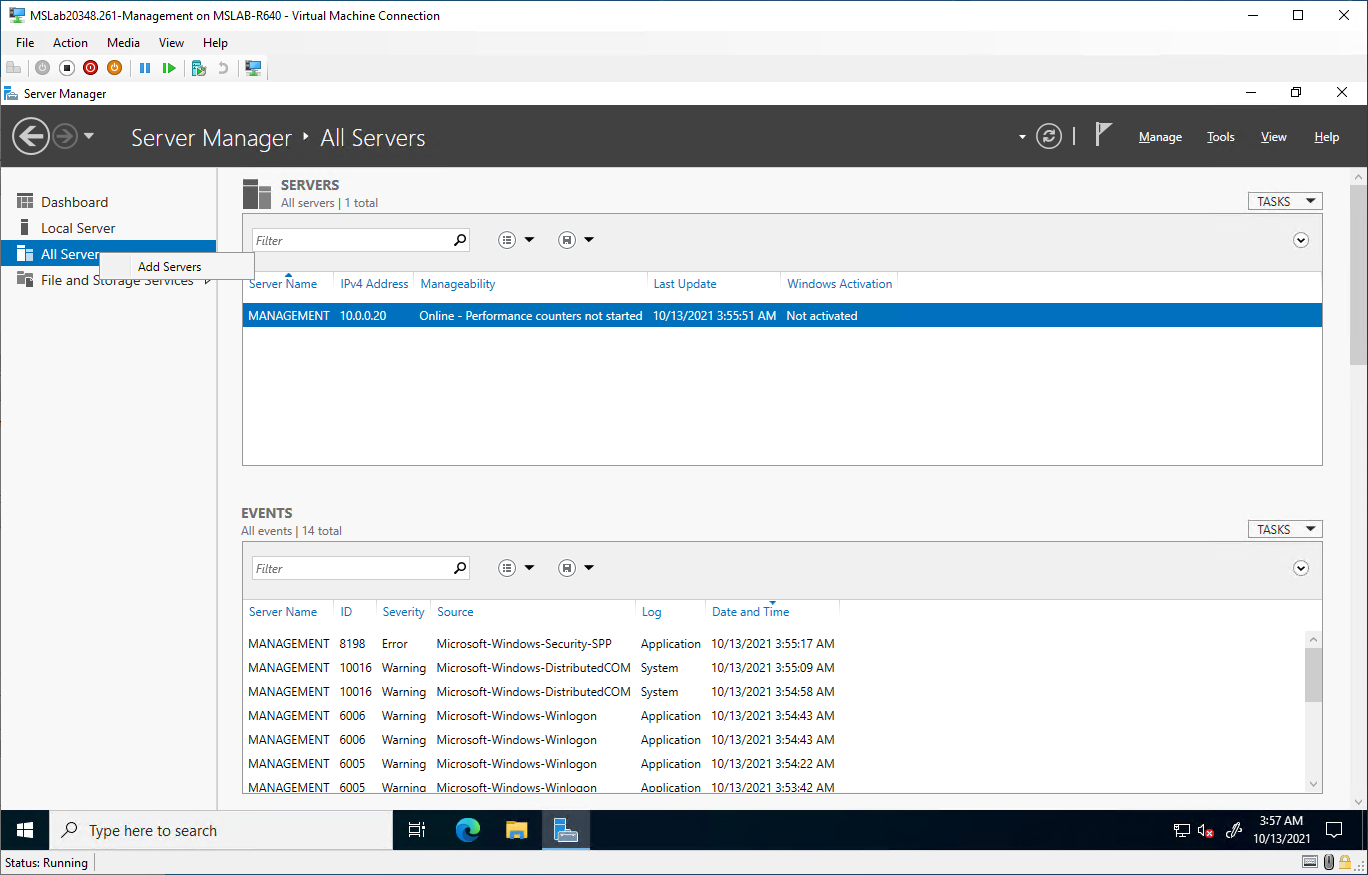 MSLab20348.261-Management on MSLAB-R640 - Virtual Machine Connection
File Action Media View Help
Server Manager
Server Manager ‣ All Servers
Manage Tools View Help
Dashboard
Local Server
All Server
Add Servers
File and Storage Services
SERVERS
All servers | 1 total
TASKS
Filter
Server Name IPv4 Address Manageability Last Update Windows Activation
MANAGEMENT 10.0.0.20 Online - Performance counters not started 10/13/2021 3:55:51 AM Not activated
EVENTS
All events | 14 total
TASKS
Filter
Server Name ID Severity Source Log Date and Time
MANAGEMENT 8198 Error Microsoft-Windows-Security-SPP Application 10/13/2021 3:55:17 AM
MANAGEMENT 10016 Warning Microsoft-Windows-DistributedCOM System 10/13/2021 3:55:09 AM
MANAGEMENT 10016 Warning Microsoft-Windows-DistributedCOM System 10/13/2021 3:54:58 AM
MANAGEMENT 6006 Warning Microsoft-Windows-Winlogon Application 10/13/2021 3:54:43 AM
MANAGEMENT 6006 Warning Microsoft-Windows-Winlogon Application 10/13/2021 3:54:43 AM
MANAGEMENT 6005 Warning Microsoft-Windows-Winlogon Application 10/13/2021 3:54:22 AM
MANAGEMENT 6005 Warning Microsoft-Windows-Winlogon Application 10/13/2021 3:53:42 AM
Type here to search
3:57 AM
10/13/2021
Status: Running